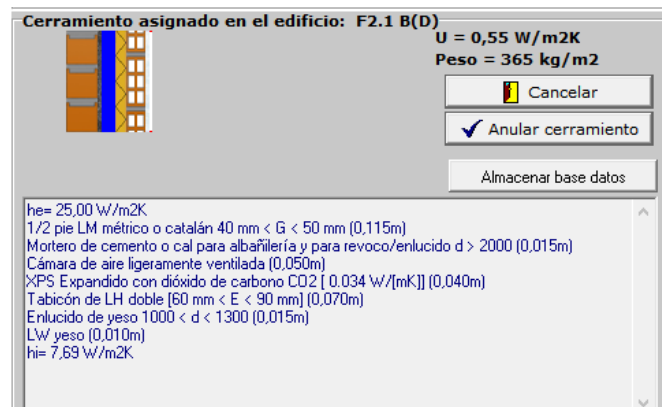 Cerramiento asignado en el edificio: F2.1 B(D)
U = 0,55 W/m2K
Peso = 365 kg/m2
Cancelar
Anular cerramiento
Almacenar base datos
he= 25,00 W/m2K
1/2 pie LM métrico o catalán 40 mm < G < 50 mm (0,115m)
Mortero de cemento o cal para albañilería y para revoco/enlucido d > 2000 (0,015m)
Cámara de aire ligeramente ventilada (0,050m)
XPS Expandido con dióxido de carbono CO2 [ 0.034 W/[mK]] (0,040m)
Tabicón de LH doble [60 mm < E < 90 mm] (0,070m)
Enlucido de yeso 1000 < d < 1300 (0,015m)
LW yeso (0,010m)
hi= 7,69 W/m2K